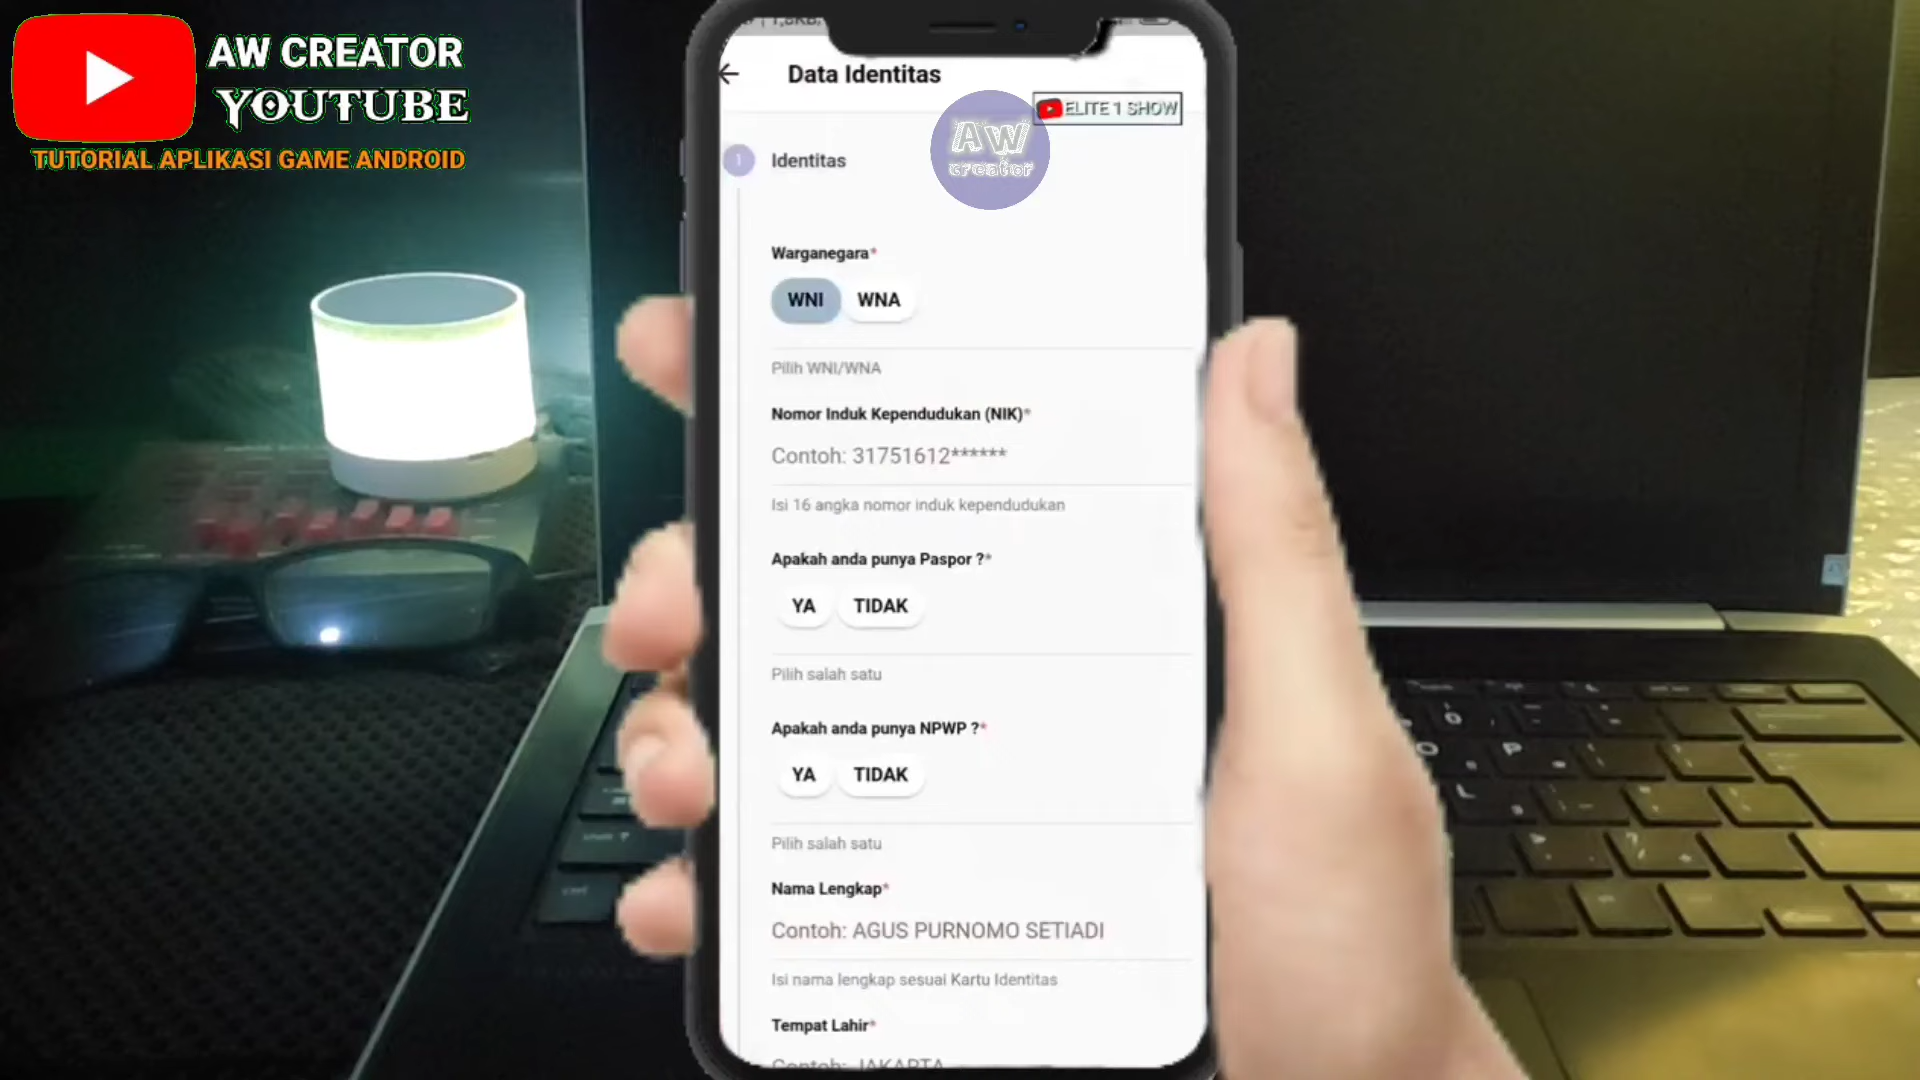 AW CREATOR
YOUTUBE
TUTORIAL APLIKASI GAME ANDROID
Data Identitas
ELITE 1 SHOW
AW
creator
1
Identitas
Warganegara*
WNI
WNA
Pilih WNI/WNA
Nomor Induk Kependudukan (NIK)*
Contoh: 31751612******
Isi 16 angka nomor induk kependudukan
Apakah anda punya Paspor ?*
YA
TIDAK
Pilih salah satu
Apakah anda punya NPWP ?*
YA
TIDAK
Pilih salah satu
Nama Lengkap*
Contoh: AGUS PURNOMO SETIADI
Isi nama lengkap sesuai Kartu Identitas
Tempat Lahir*
Contoh: JAKARTA